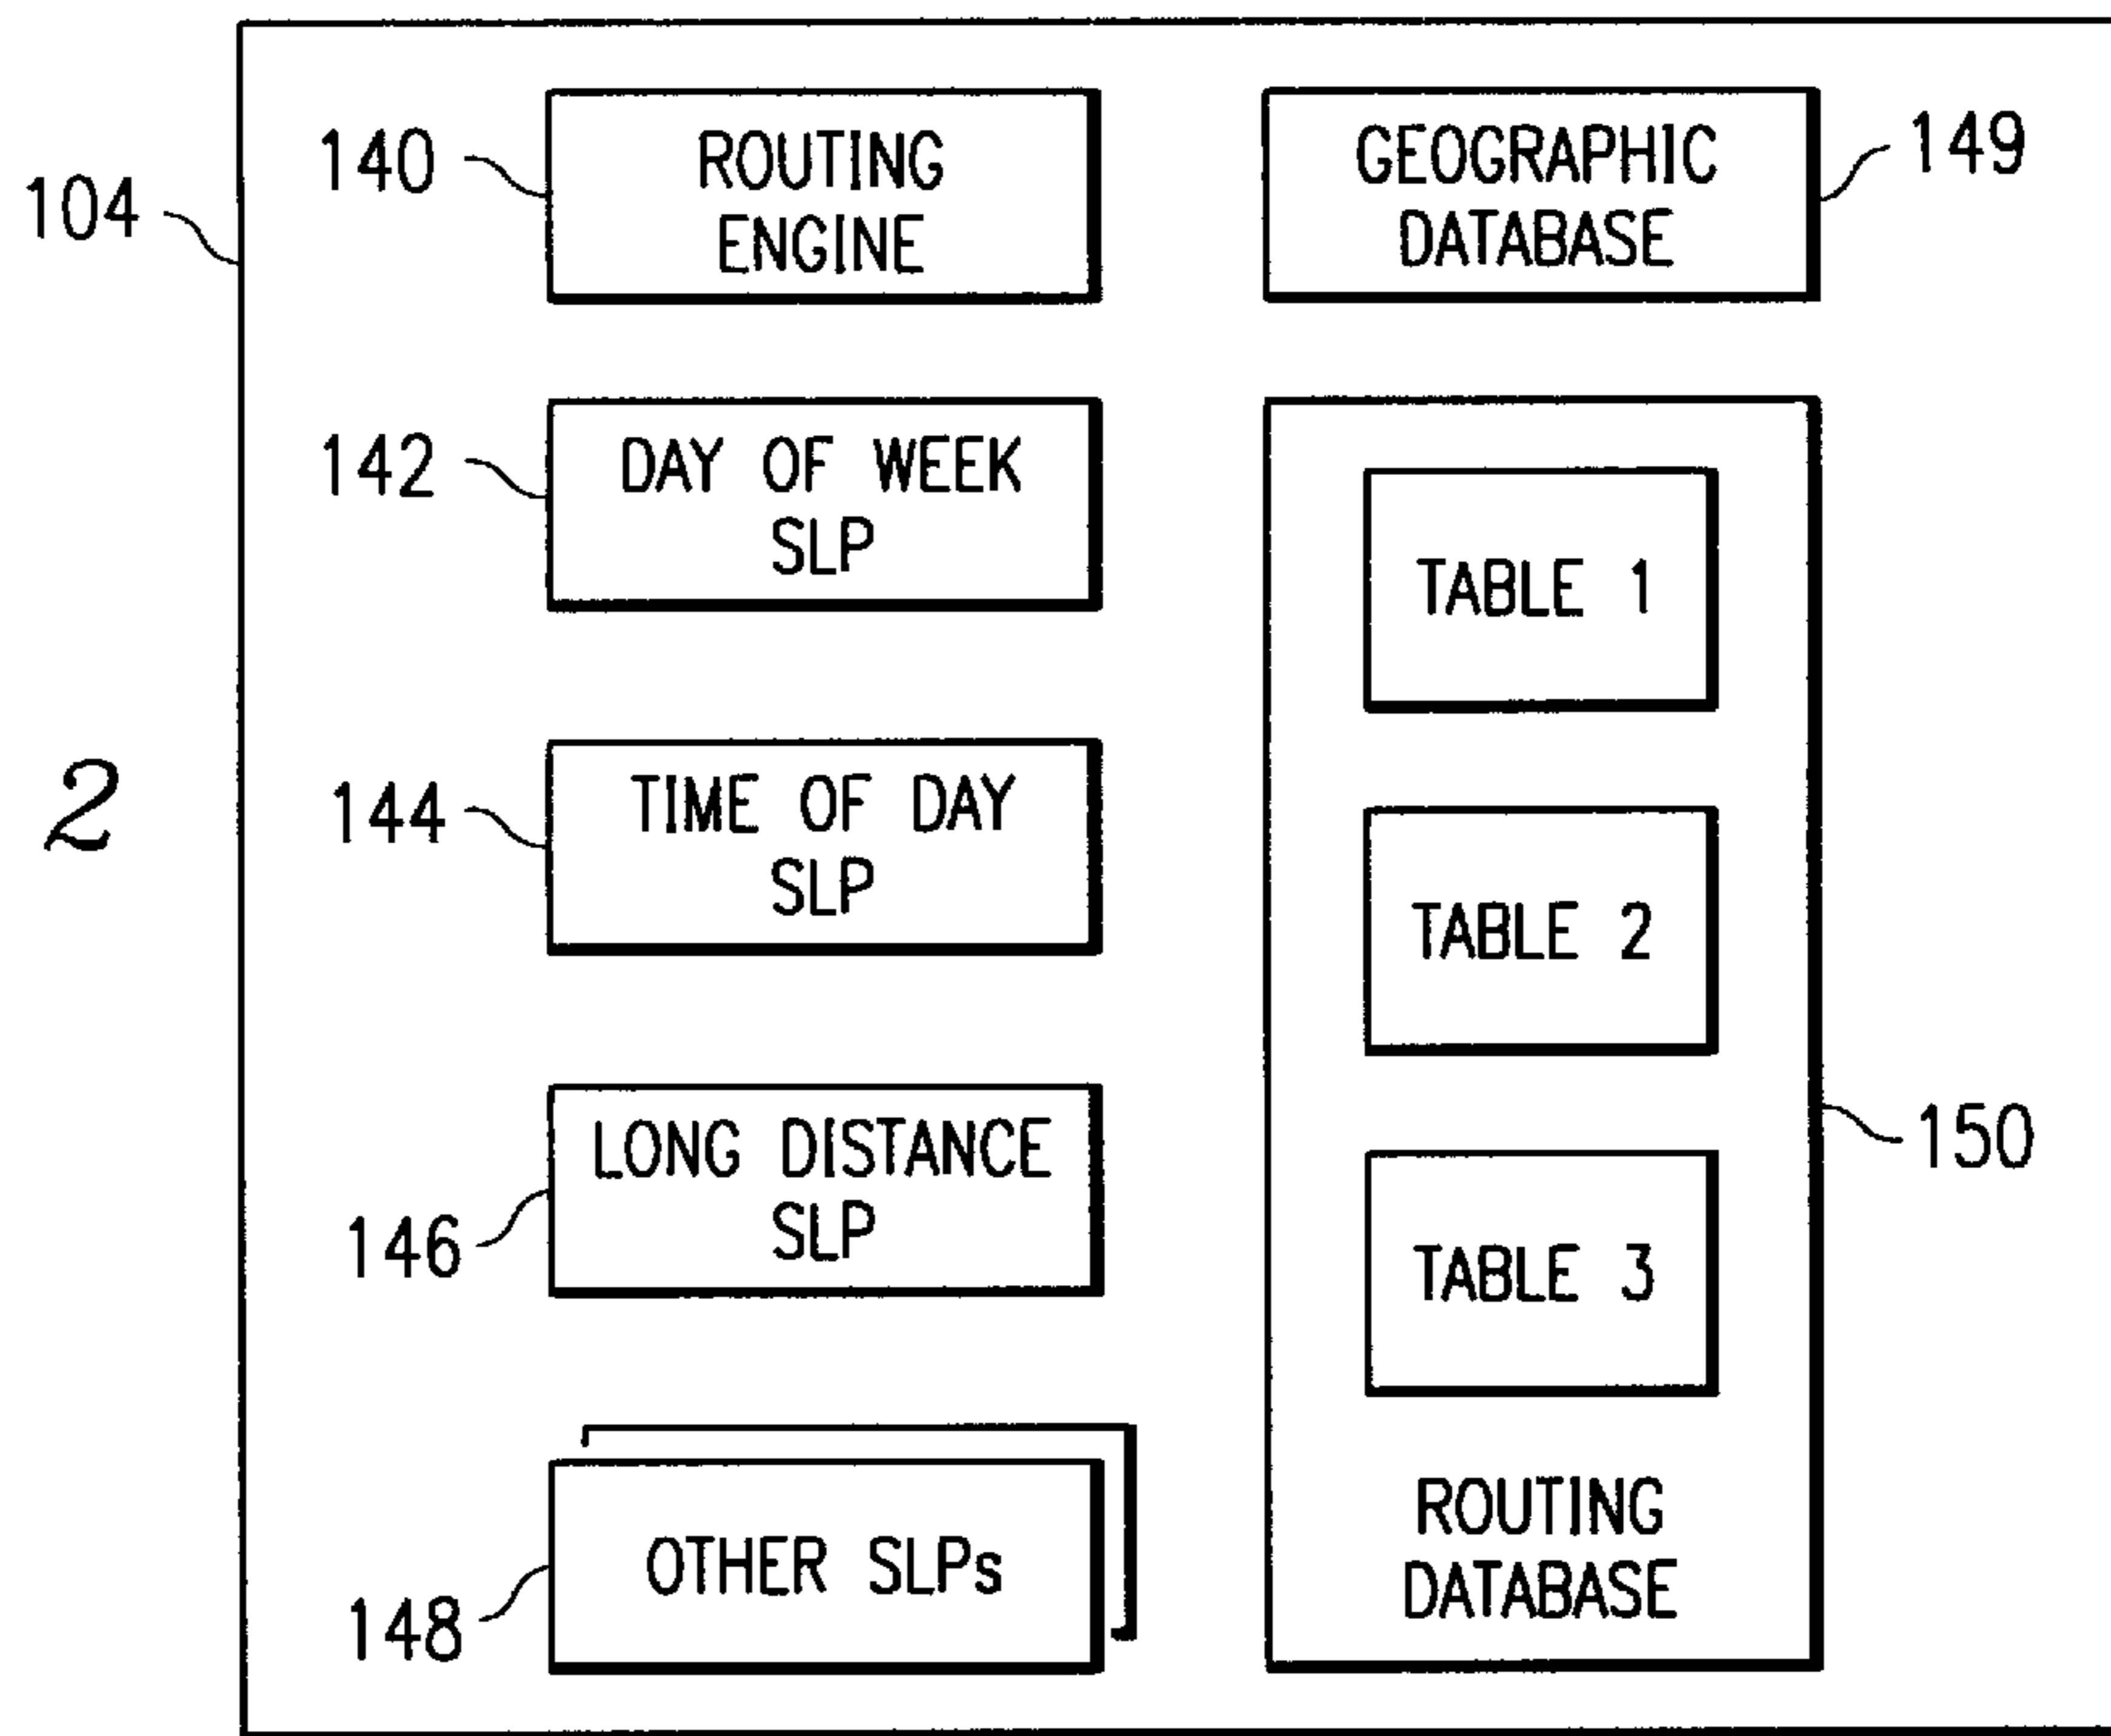 104
2
140
ROUTING
ENGINE
142
DAY OF WEEK
SLP
144
TIME OF DAY
SLP
146
LONG DISTANCE
SLP
148
OTHER SLPs
GEOGRAPHIC
DATABASE
149
TABLE 1
TABLE 2
TABLE 3
ROUTING
DATABASE
150